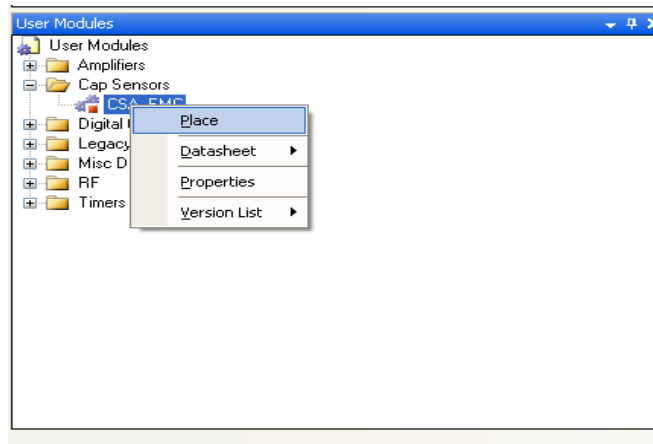 User Modules
User Modules
Amplifiers
Cap Sensors
CSA_EMC
Digital
Place
Legacy
Datasheet
Misc D
Properties
RF
Timers
Version List